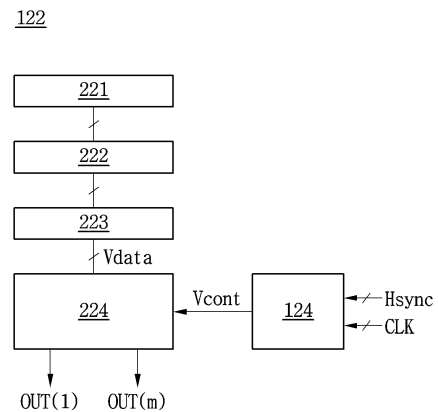 122
221
222
223
Vdata
224
Vcont
124
Hsync
CLK
OUT(1)
OUT(m)